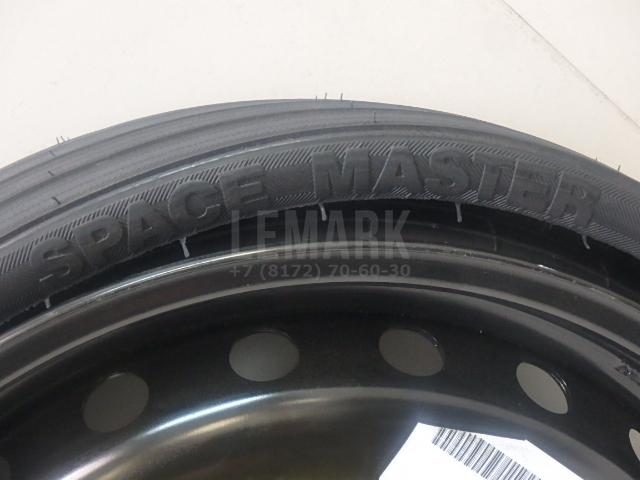 SPACE MASTER
LEMARK
+7 (8172) 70-60-30